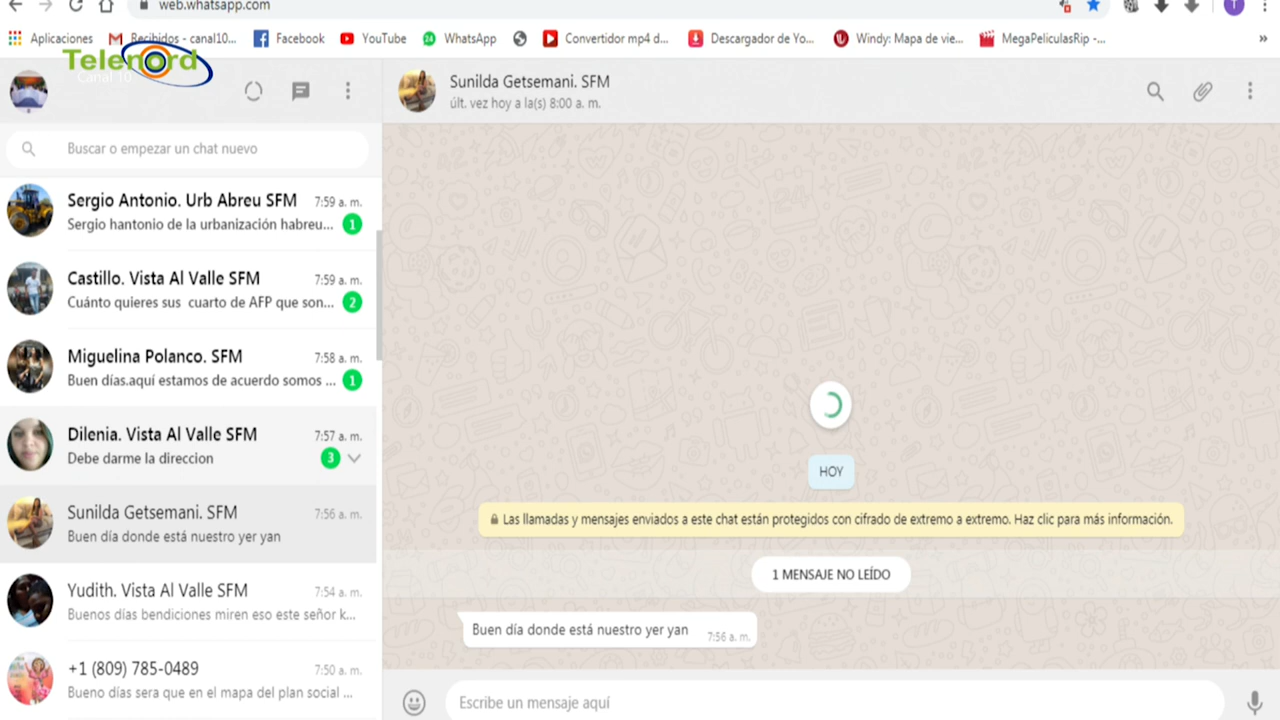 web.whatsapp.com
Aplicaciones
Recibidos - canal10...
Facebook
YouTube
WhatsApp
Convertidor mp4 d...
Descargador de Yo...
Windy: Mapa de vie...
MegaPeliculasRip -...
»
Telenord
Canal 10
T
Sunilda Getsemani. SFM
últ. vez hoy a la(s) 8:00 a. m.
Buscar o empezar un chat nuevo
Sergio Antonio. Urb Abreu SFM 7:59 a. m.
Sergio hantonio de la urbanización habreu... 1
Castillo. Vista Al Valle SFM 7:59 a. m.
Cuánto quieres sus cuarto de AFP que son... 2
Miguelina Polanco. SFM 7:58 a. m.
Buen días.aquí estamos de acuerdo somos ... 1
Dilenia. Vista Al Valle SFM 7:57 a. m.
Debe darme la direccion 3
Sunilda Getsemani. SFM 7:56 a. m.
Buen día donde está nuestro yer yan
Yudith. Vista Al Valle SFM 7:54 a. m.
Buenos días bendiciones miren eso este señor k...
+1 (809) 785-0489 7:50 a. m.
Bueno días sera que en el mapa del plan social ...
HOY
Las llamadas y mensajes enviados a este chat están protegidos con cifrado de extremo a extremo. Haz clic para más información.
1 MENSAJE NO LEÍDO
Buen día donde está nuestro yer yan 7:56 a. m.
Escribe un mensaje aquí